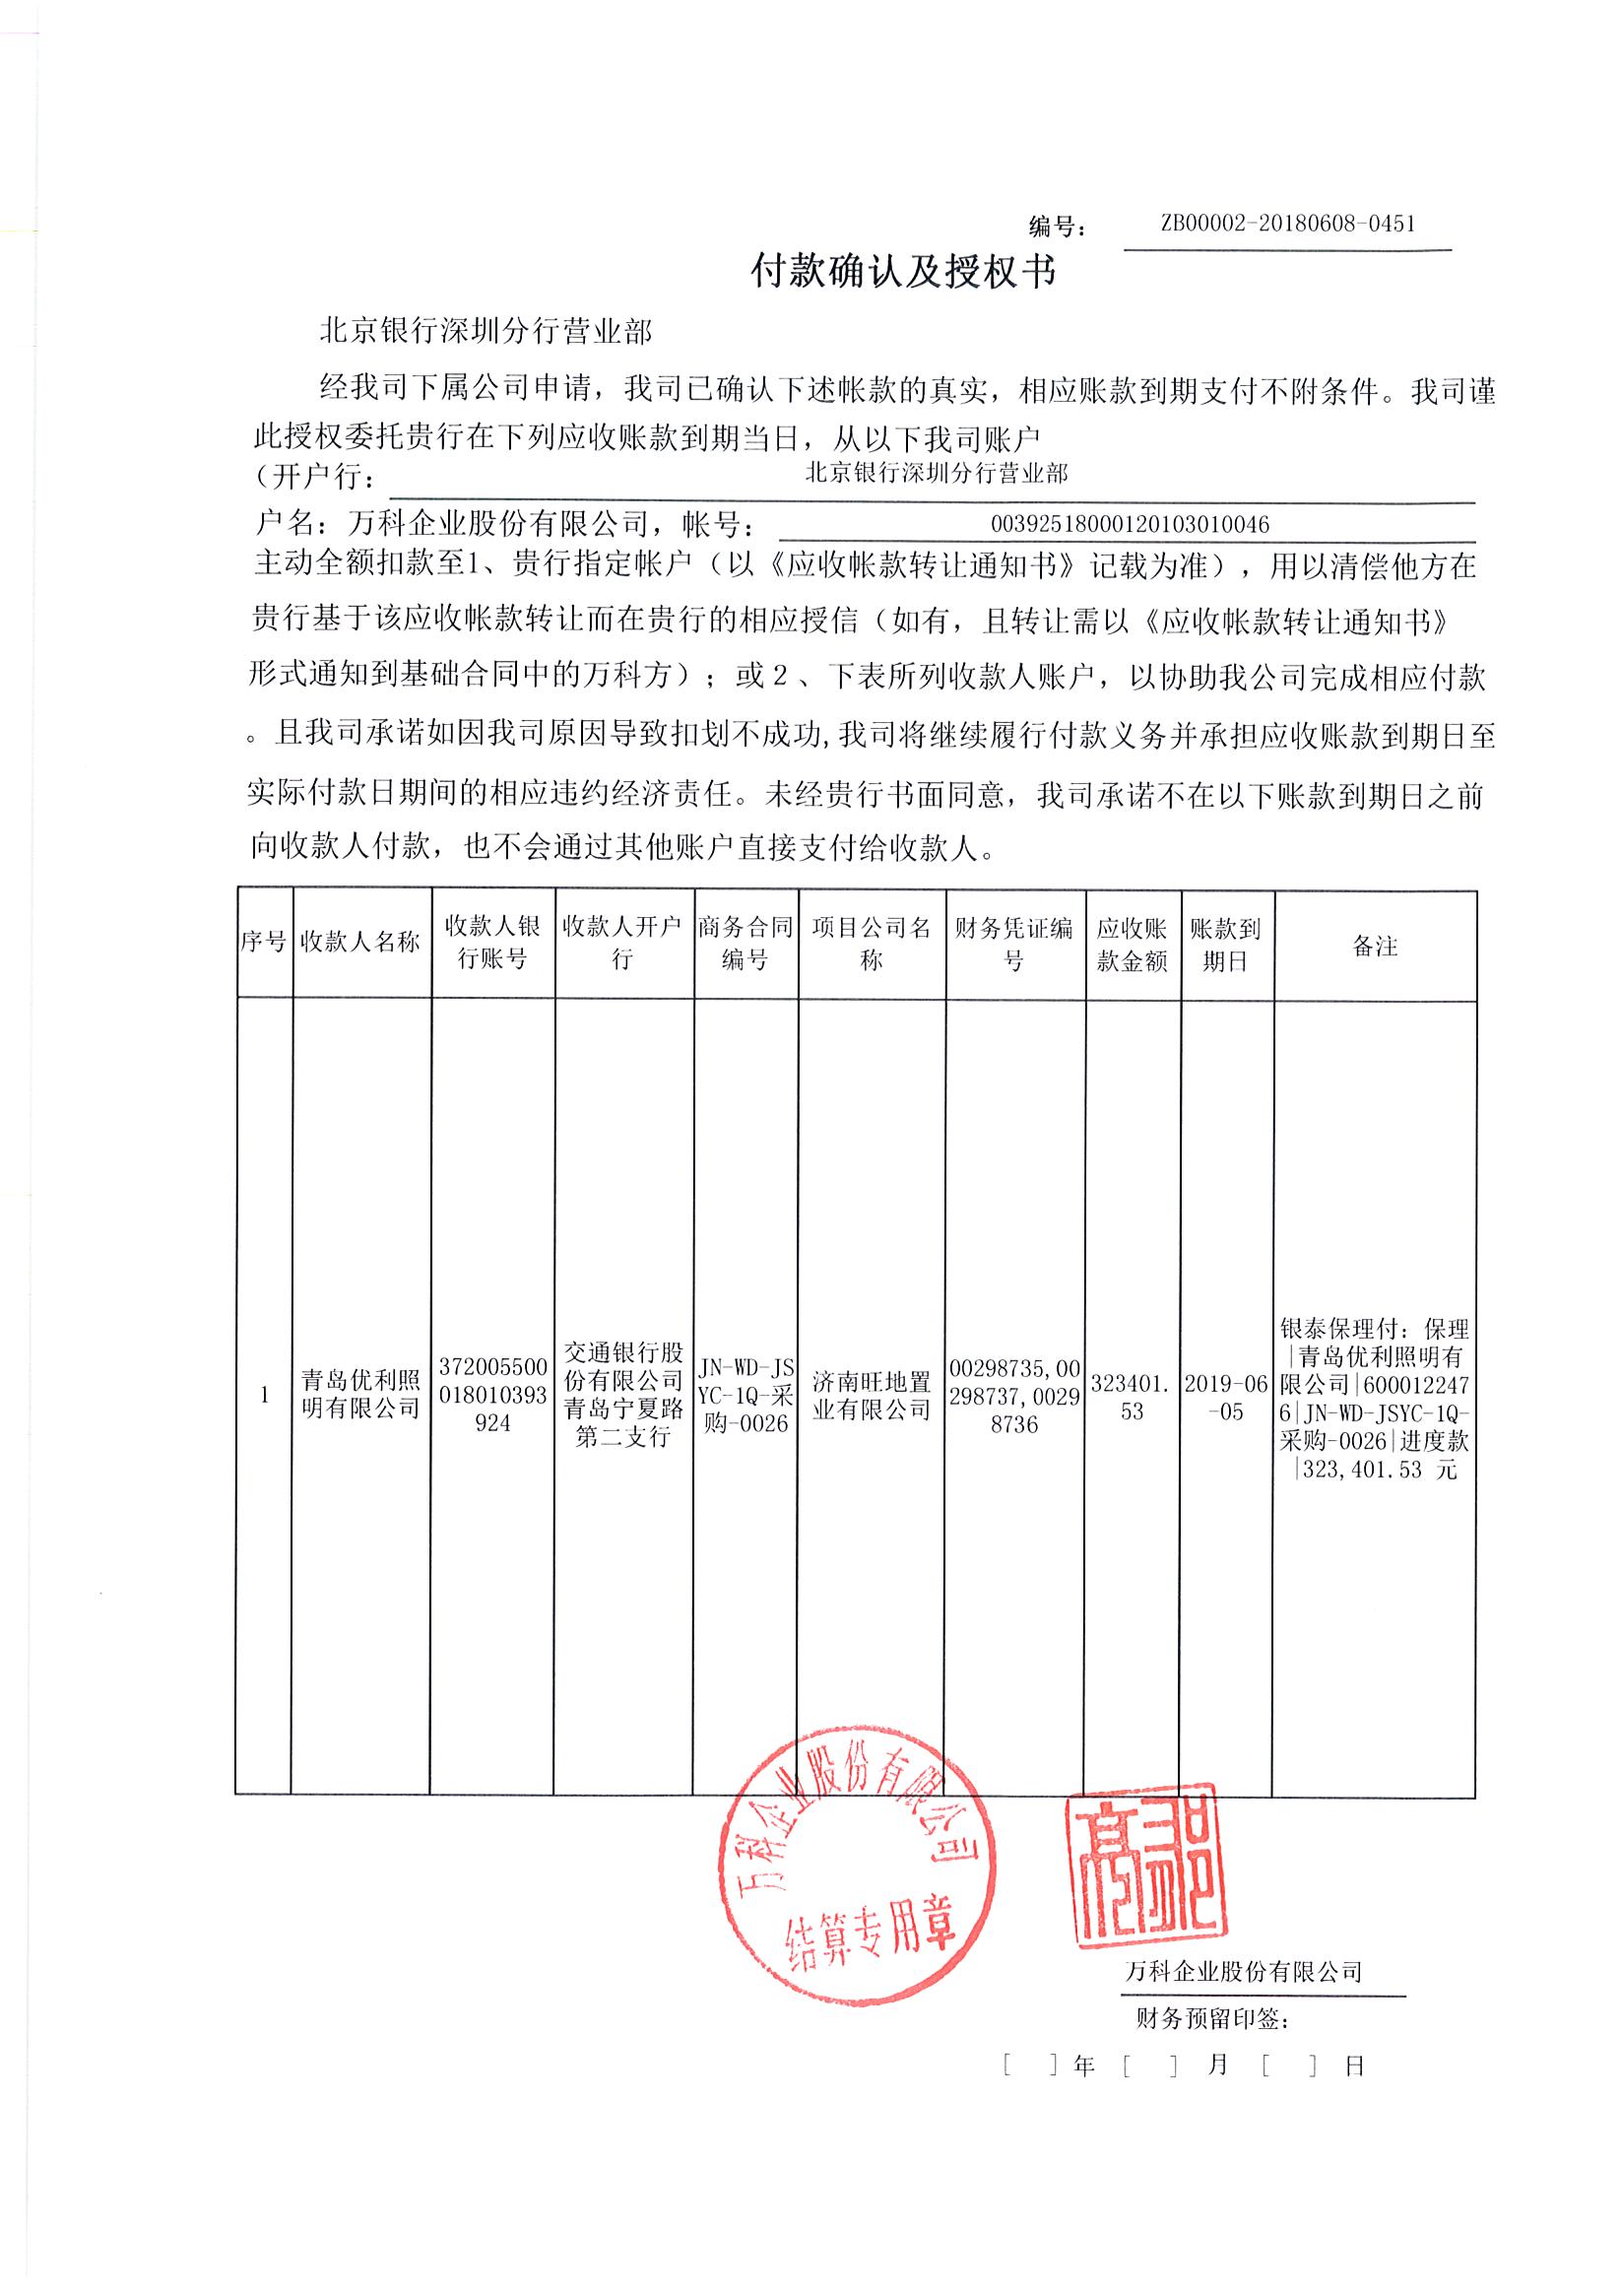 编号： ZB00002-20180608-0451
付款确认及授权书
北京银行深圳分行营业部
经我司下属公司申请，我司已确认下述帐款的真实，相应账款到期支付不附条件。我司谨
此授权委托贵行在下列应收账款到期当日，从以下我司账户
（开户行： 北京银行深圳分行营业部
户名：万科企业股份有限公司，帐号： 00392518000120103010046
主动全额扣款至1、贵行指定帐户（以《应收帐款转让通知书》记载为准），用以清偿他方在
贵行基于该应收帐款转让而在贵行的相应授信（如有，且转让需以《应收帐款转让通知书》
形式通知到基础合同中的万科方）；或2、下表所列收款人账户，以协助我公司完成相应付款
。且我司承诺如因我司原因导致扣划不成功,我司将继续履行付款义务并承担应收账款到期日至
实际付款日期间的相应违约经济责任。未经贵行书面同意，我司承诺不在以下账款到期日之前
向收款人付款，也不会通过其他账户直接支付给收款人。
序号
收款人名称
收款人银
行账号
收款人开户
行
商务合同
编号
项目公司名
称
财务凭证编
号
应收账
款金额
账款到
期日
备注
1
青岛优利照
明有限公司
372005500
018010393
924
交通银行股
份有限公司
青岛宁夏路
第二支行
JN-WD-JS
YC-1Q-采
购-0026
济南旺地置
业有限公司
00298735,00
298737,0029
8736
323401.
53
2019-06
-05
银泰保理付：保理
|青岛优利照明有
限公司|600012247
6|JN-WD-JSYC-1Q-
采购-0026|进度款
|323,401.53 元
万科企业股份有限公司
结算专用章
万科企业股份有限公司
财务预留印签：
[ ]年 [ ] 月 [ ] 日